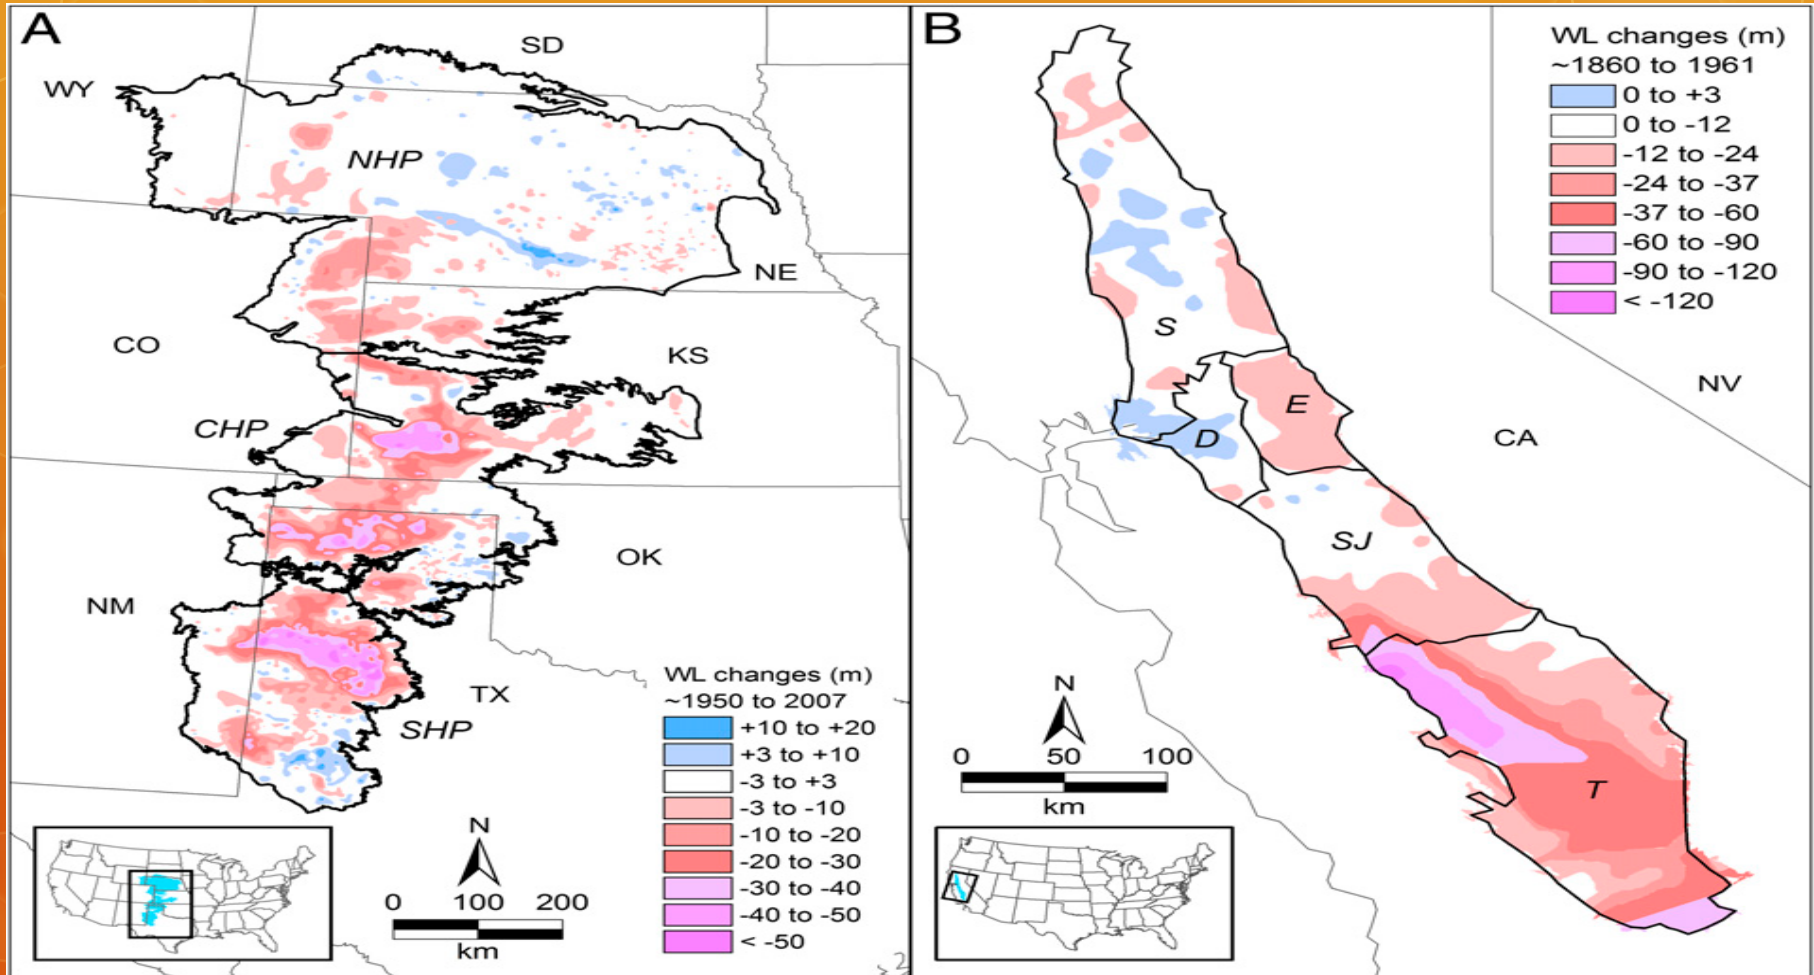 A
SD
WY
NHP
NE
CO
KS
CHP
OK
NM
TX
SHP
WL changes (m)
~1950 to 2007
+10 to +20
+3 to +10
-3 to +3
-3 to -10
-10 to -20
-20 to -30
-30 to -40
-40 to -50
< -50
N
0 100 200
km
B
WL changes (m)
~1860 to 1961
0 to +3
0 to -12
-12 to -24
-24 to -37
-37 to -60
-60 to -90
-90 to -120
< -120
S
NV
E
D
CA
SJ
N
0 50 100
km
T